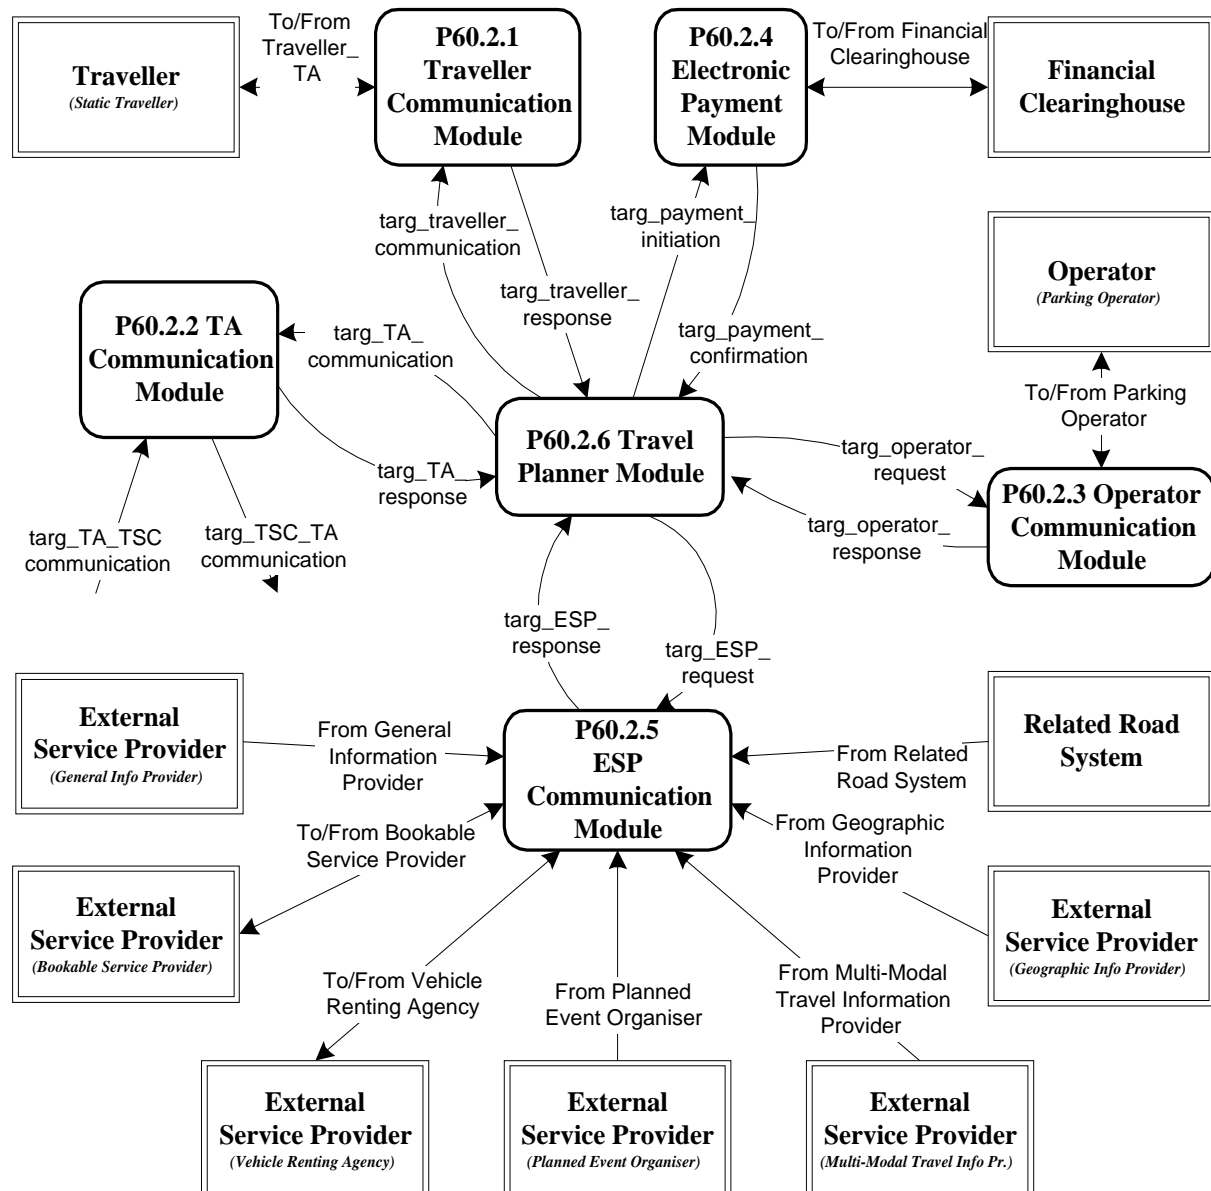 To/From
Traveller_
TA
P60.2.1
Traveller
Communication
Module
P60.2.4
Electronic
Payment
Module
To/From Financial
Clearinghouse
Traveller
(Static Traveller)
Financial
Clearinghouse
targ_traveller_
communication
targ_payment_
initiation
Operator
(Parking Operator)
targ_traveller_
response
P60.2.2 TA
Communication
Module
targ_TA_
communication
targ_payment_
confirmation
To/From Parking
Operator
P60.2.6 Travel
Planner Module
targ_operator_
request
targ_TA_
response
P60.2.3 Operator
Communication
Module
targ_TA_TSC
communication
targ_TSC_TA
communication
targ_operator_
response
targ_ESP_
response
targ_ESP_
request
External
Service Provider
(General Info Provider)
From General
Information
Provider
P60.2.5
ESP
Communication
Module
From Related
Road System
Related Road
System
To/From Bookable
Service Provider
From Geographic
Information
Provider
External
Service Provider
(Bookable Service Provider)
External
Service Provider
(Geographic Info Provider)
To/From Vehicle
Renting Agency
From Planned
Event Organiser
From Multi-Modal
Travel Information
Provider
External
Service Provider
(Vehicle Renting Agency)
External
Service Provider
(Planned Event Organiser)
External
Service Provider
(Multi-Modal Travel Info Pr.)